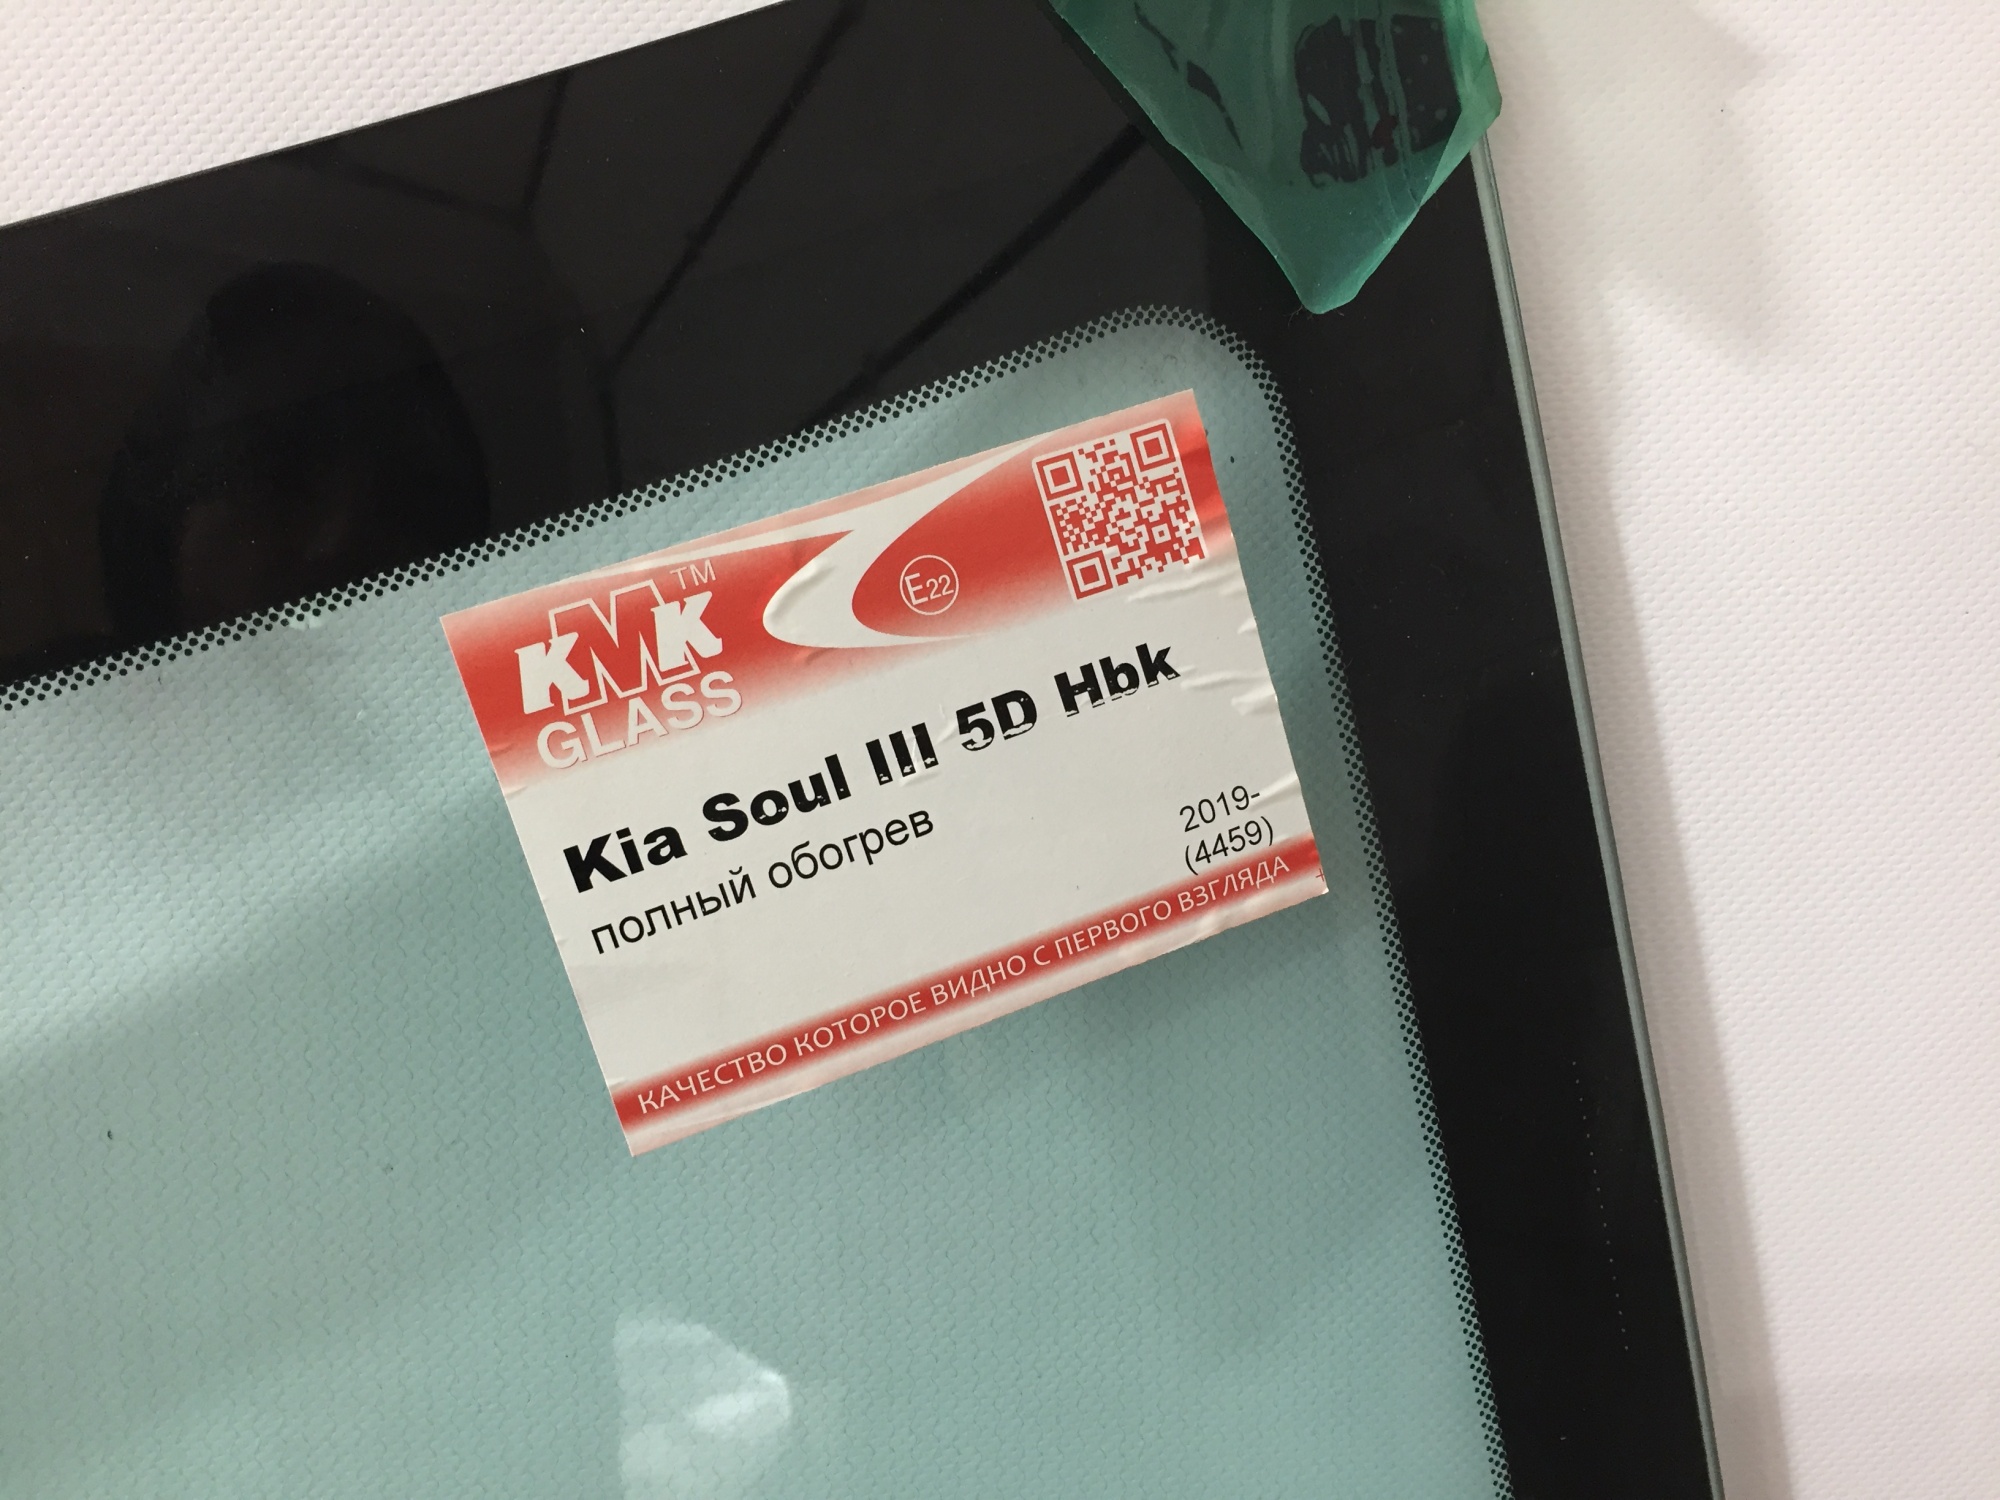 KMK TM
GLASS
E22
Kia Soul III 5D Hbk
полный обогрев
2019-
(4459)
КАЧЕСТВО КОТОРОЕ ВИДНО С ПЕРВОГО ВЗГЛЯДА